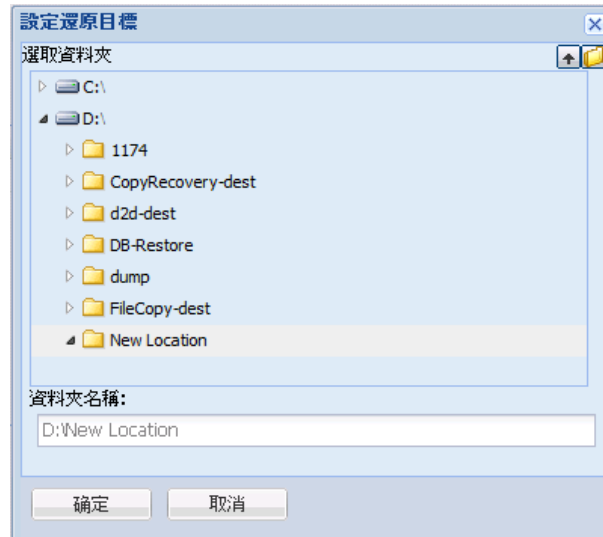 設定還原目標
選取資料夾
C:\
D:\
1174
CopyRecovery-dest
d2d-dest
DB-Restore
dump
FileCopy-dest
New Location
資料夾名稱:
D:\New Location
确定 取消